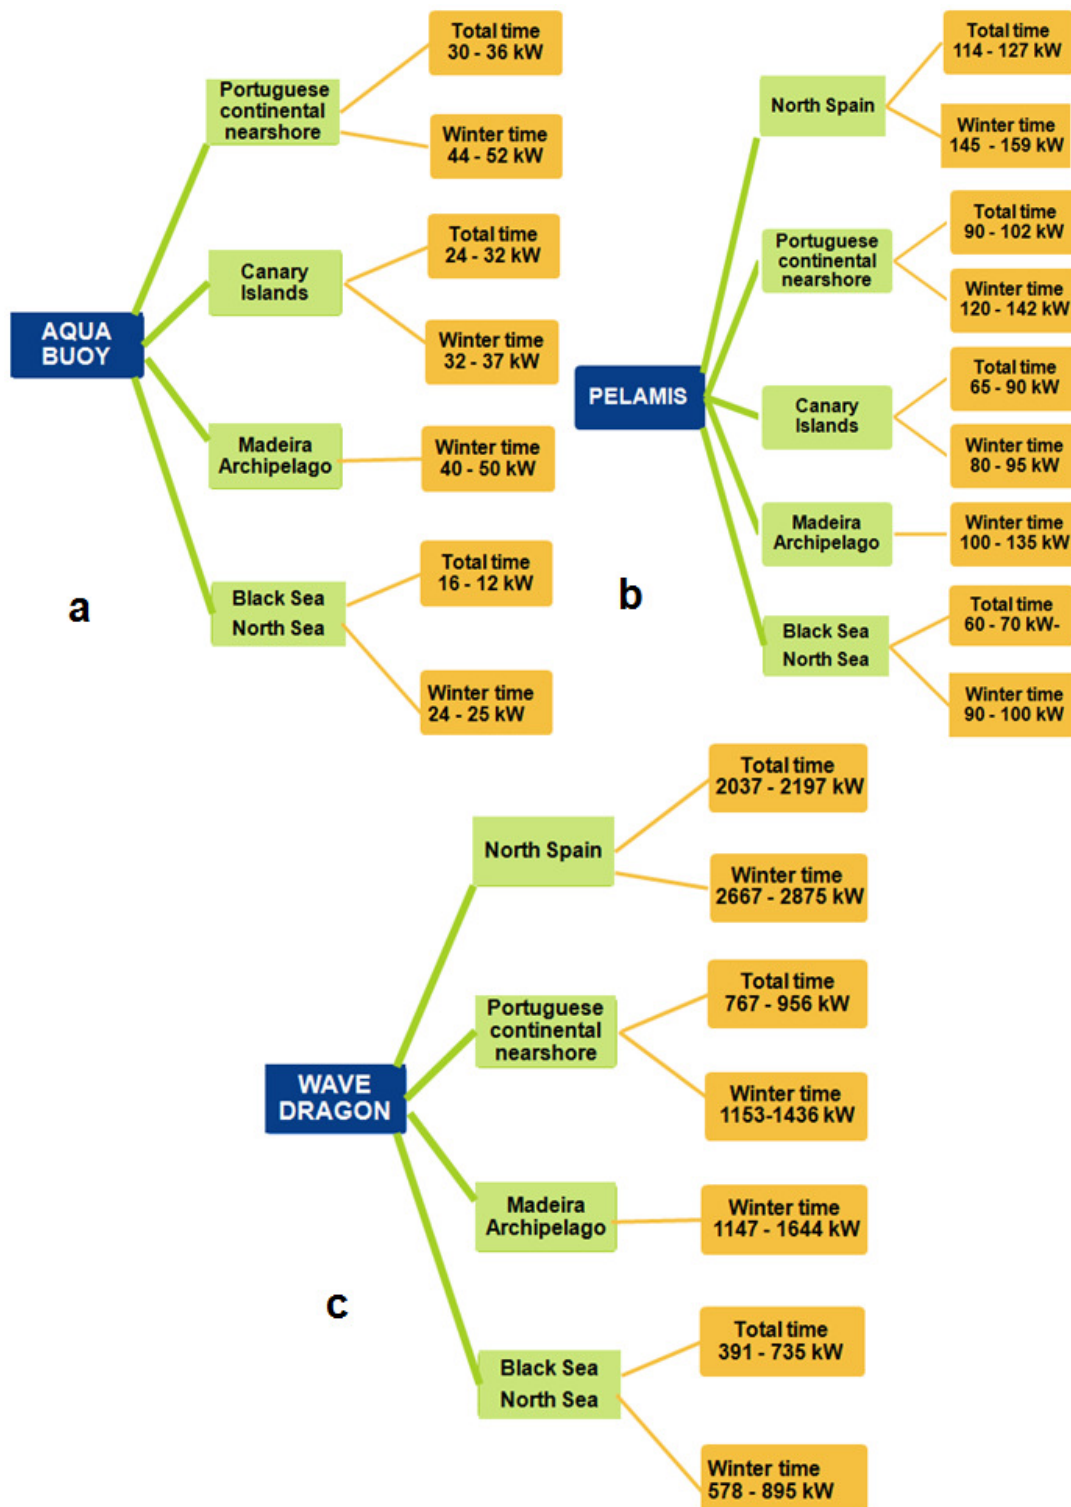 AQUA
BUOY
Portuguese
continental
nearshore
Total time
30 - 36 kW
Winter time
44 - 52 kW
Canary
Islands
Total time
24 - 32 kW
Winter time
32 - 37 kW
Madeira
Archipelago
Winter time
40 - 50 kW
Black Sea
North Sea
Total time
16 - 12 kW
Winter time
24 - 25 kW
a
PELAMIS
North Spain
Total time
114 - 127 kW
Winter time
145 - 159 kW
Portuguese
continental
nearshore
Total time
90 - 102 kW
Winter time
120 - 142 kW
Canary
Islands
Total time
65 - 90 kW
Winter time
80 - 95 kW
Madeira
Archipelago
Winter time
100 - 135 kW
Black Sea
North Sea
Total time
60 - 70 kW-
Winter time
90 - 100 kW
b
WAVE
DRAGON
North Spain
Total time
2037 - 2197 kW
Winter time
2667 - 2875 kW
Portuguese
continental
nearshore
Total time
767 - 956 kW
Winter time
1153-1436 kW
Madeira
Archipelago
Winter time
1147 - 1644 kW
Black Sea
North Sea
Total time
391 - 735 kW
Winter time
578 - 895 kW
c